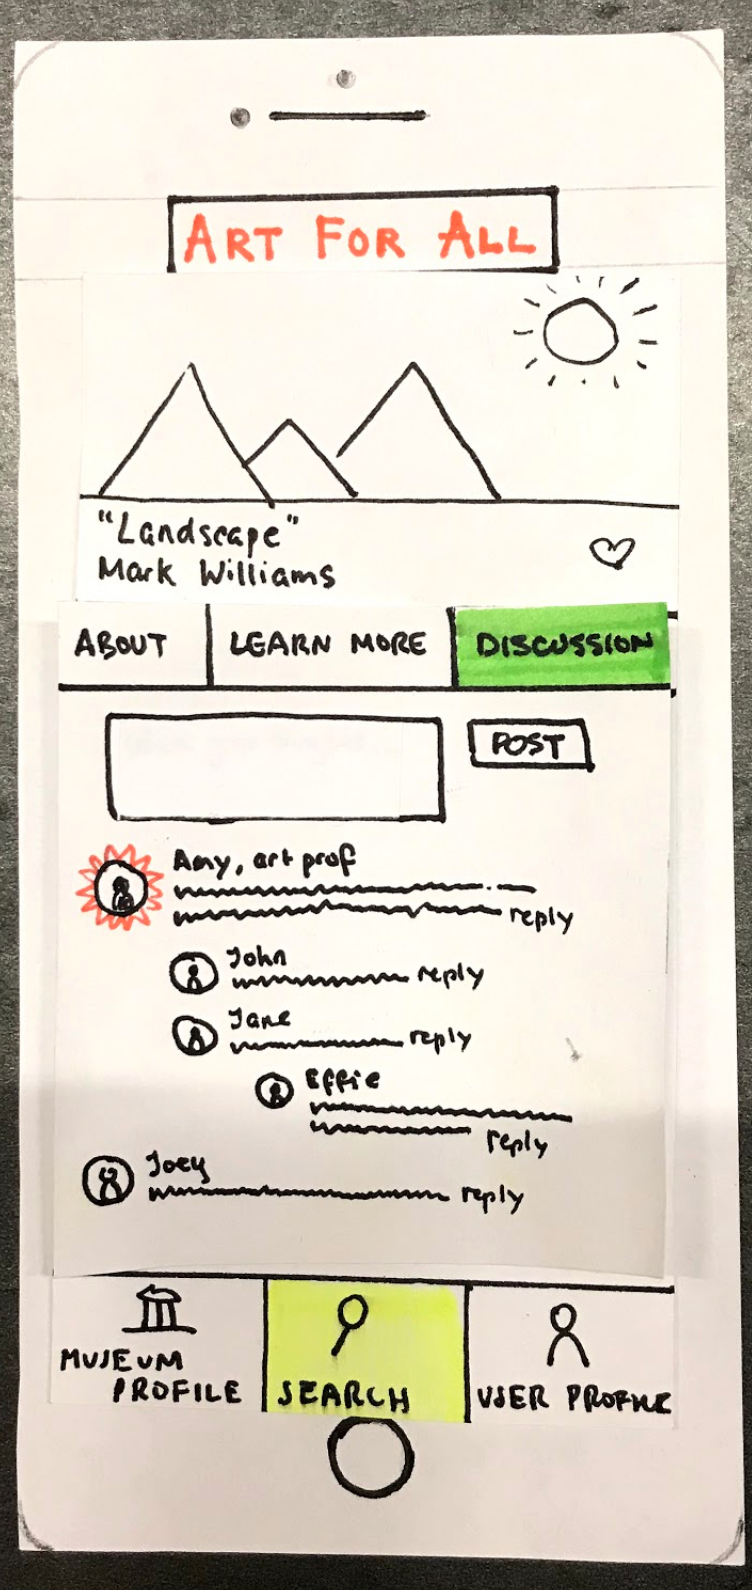 ART FOR ALL
"Landscape"
Mark Williams
ABOUT
LEARN MORE
DISCUSSION
POST
Amy, art prof
reply
John
reply
Jane
reply
Effie
reply
Joey
reply
MUSEUM
PROFILE
SEARCH
USER PROFILE